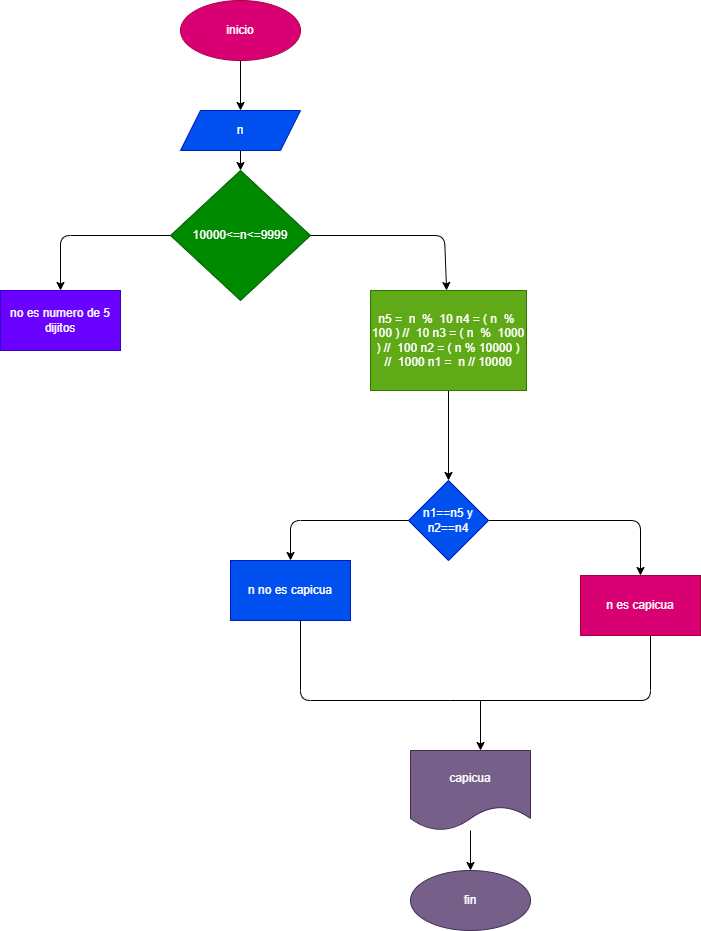 inicio
n
10000<=n<=9999
no es numero de 5
dijitos
n5 = n % 10 n4 = ( n %
100 ) // 10 n3 = ( n % 1000
) // 100 n2 = ( n % 10000 )
// 1000 n1 = n // 10000
n1==n5 y
n2==n4
n no es capicua
n es capicua
capicua
fin